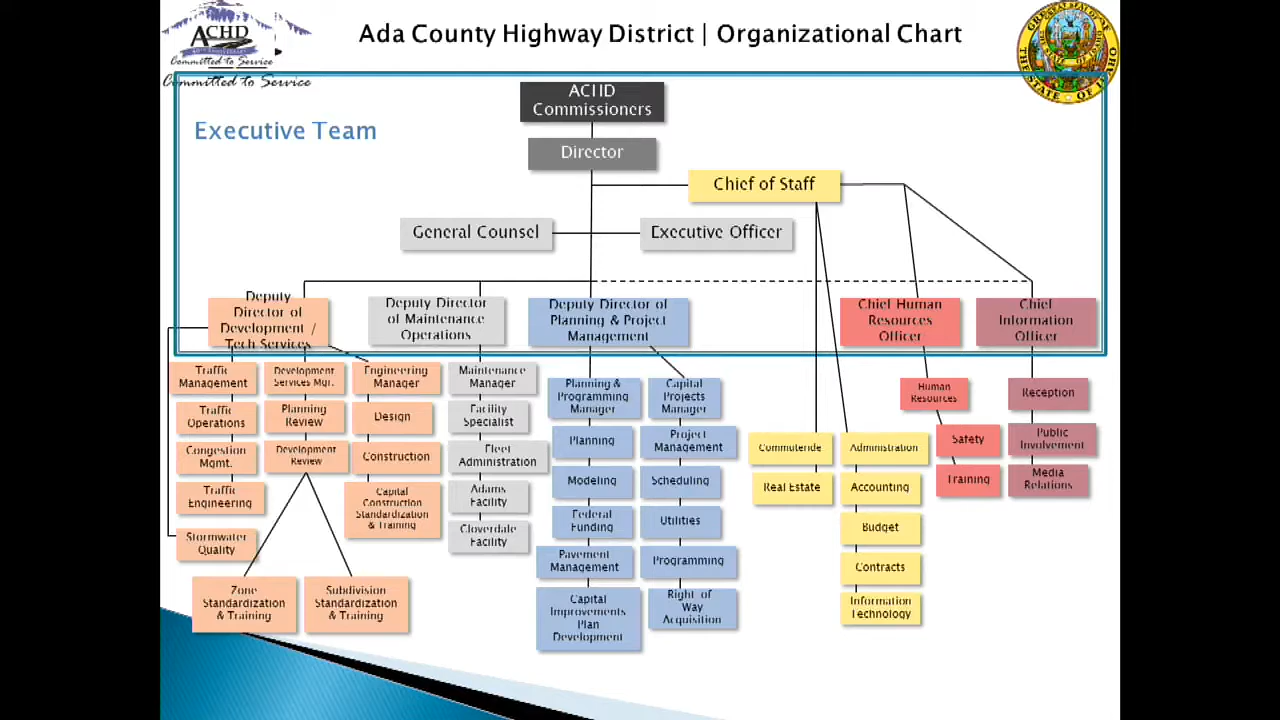 ACHD
Committed to Service
Committed to Service
Ada County Highway District | Organizational Chart
THE STATE OF IDAHO
Executive Team
ACHD
Commissioners
Director
Chief of Staff
General Counsel
Executive Officer
Deputy
Director of
Development /
Tech Services
Deputy Director
of Maintenance
Operations
Deputy Director of
Planning & Project
Management
Chief Human
Resources
Officer
Chief
Information
Officer
Traffic
Management
Traffic
Operations
Congestion
Mgmt.
Traffic
Engineering
Stormwater
Quality
Development
Services Mgr.
Planning
Review
Development
Review
Zone
Standardization
& Training
Subdivision
Standardization
& Training
Engineering
Manager
Design
Construction
Capital
Construction
Standardization
& Training
Maintenance
Manager
Facility
Specialist
Fleet
Administration
Adams
Facility
Cloverdale
Facility
Planning &
Programming
Manager
Planning
Modeling
Federal
Funding
Pavement
Management
Capital
Improvements
Plan
Development
Capital
Projects
Manager
Project
Management
Scheduling
Utilities
Programming
Right of
Way
Acquisition
Commuteride
Real Estate
Administration
Accounting
Budget
Contracts
Information
Technology
Human
Resources
Safety
Training
Reception
Public
Involvement
Media
Relations